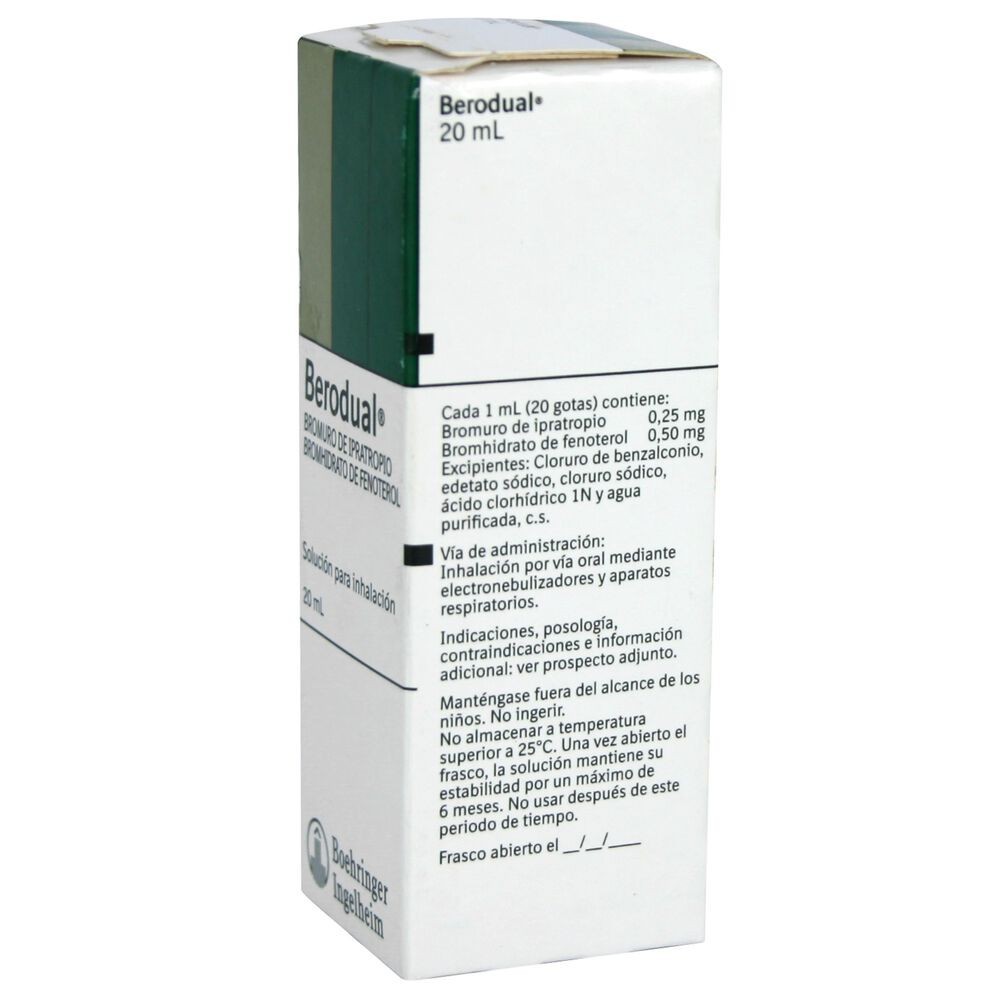 Berodual®
20 mL
Cada 1 mL (20 gotas) contiene:
Bromuro de ipratropio 0,25 mg
Bromhidrato de fenoterol 0,50 mg
Excipientes: Cloruro de benzalconio,
edetato sódico, cloruro sódico,
ácido clorhídrico 1N y agua
purificada, c.s.
Vía de administración:
Inhalación por vía oral mediante
electronebulizadores y aparatos
respiratorios.
Indicaciones, posología,
contraindicaciones e información
adicional: ver prospecto adjunto.
Manténgase fuera del alcance de los
niños. No ingerir.
No almacenar a temperatura
superior a 25°C. Una vez abierto el
frasco, la solución mantiene su
estabilidad por un máximo de
6 meses. No usar después de este
periodo de tiempo.
Frasco abierto el __/__/___
Berodual®
BROMURO DE IPRATROPIO
BROMHIDRATO DE FENOTEROL
Solución para inhalación
20 mL
Boehringer
Ingelheim